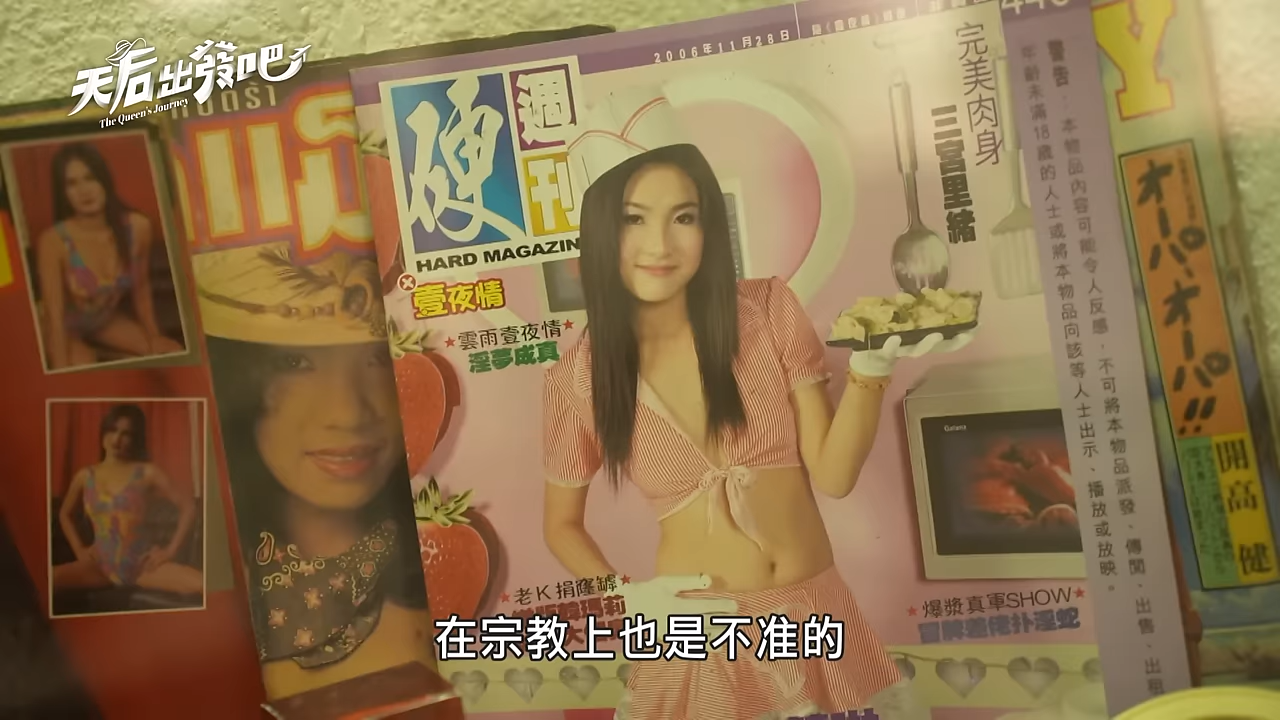 天后出發吧
The Queen's Journey
2006年11月28日
硬
週刊
HARD MAGAZIN
壹夜情
★雲雨壹夜情★
淫夢成真
完美肉身
三宮里緒
警告：本物品內容可能令人反感，不可將本物品派發、傳閱、出售、出租
年齡未滿18歲的人士或將本物品向該等人士出示、播放或放映。
Y
オーパ、オーパ!!
開高健
Galanz
★爆漿真軍SHOW★
在宗教上也是不准的